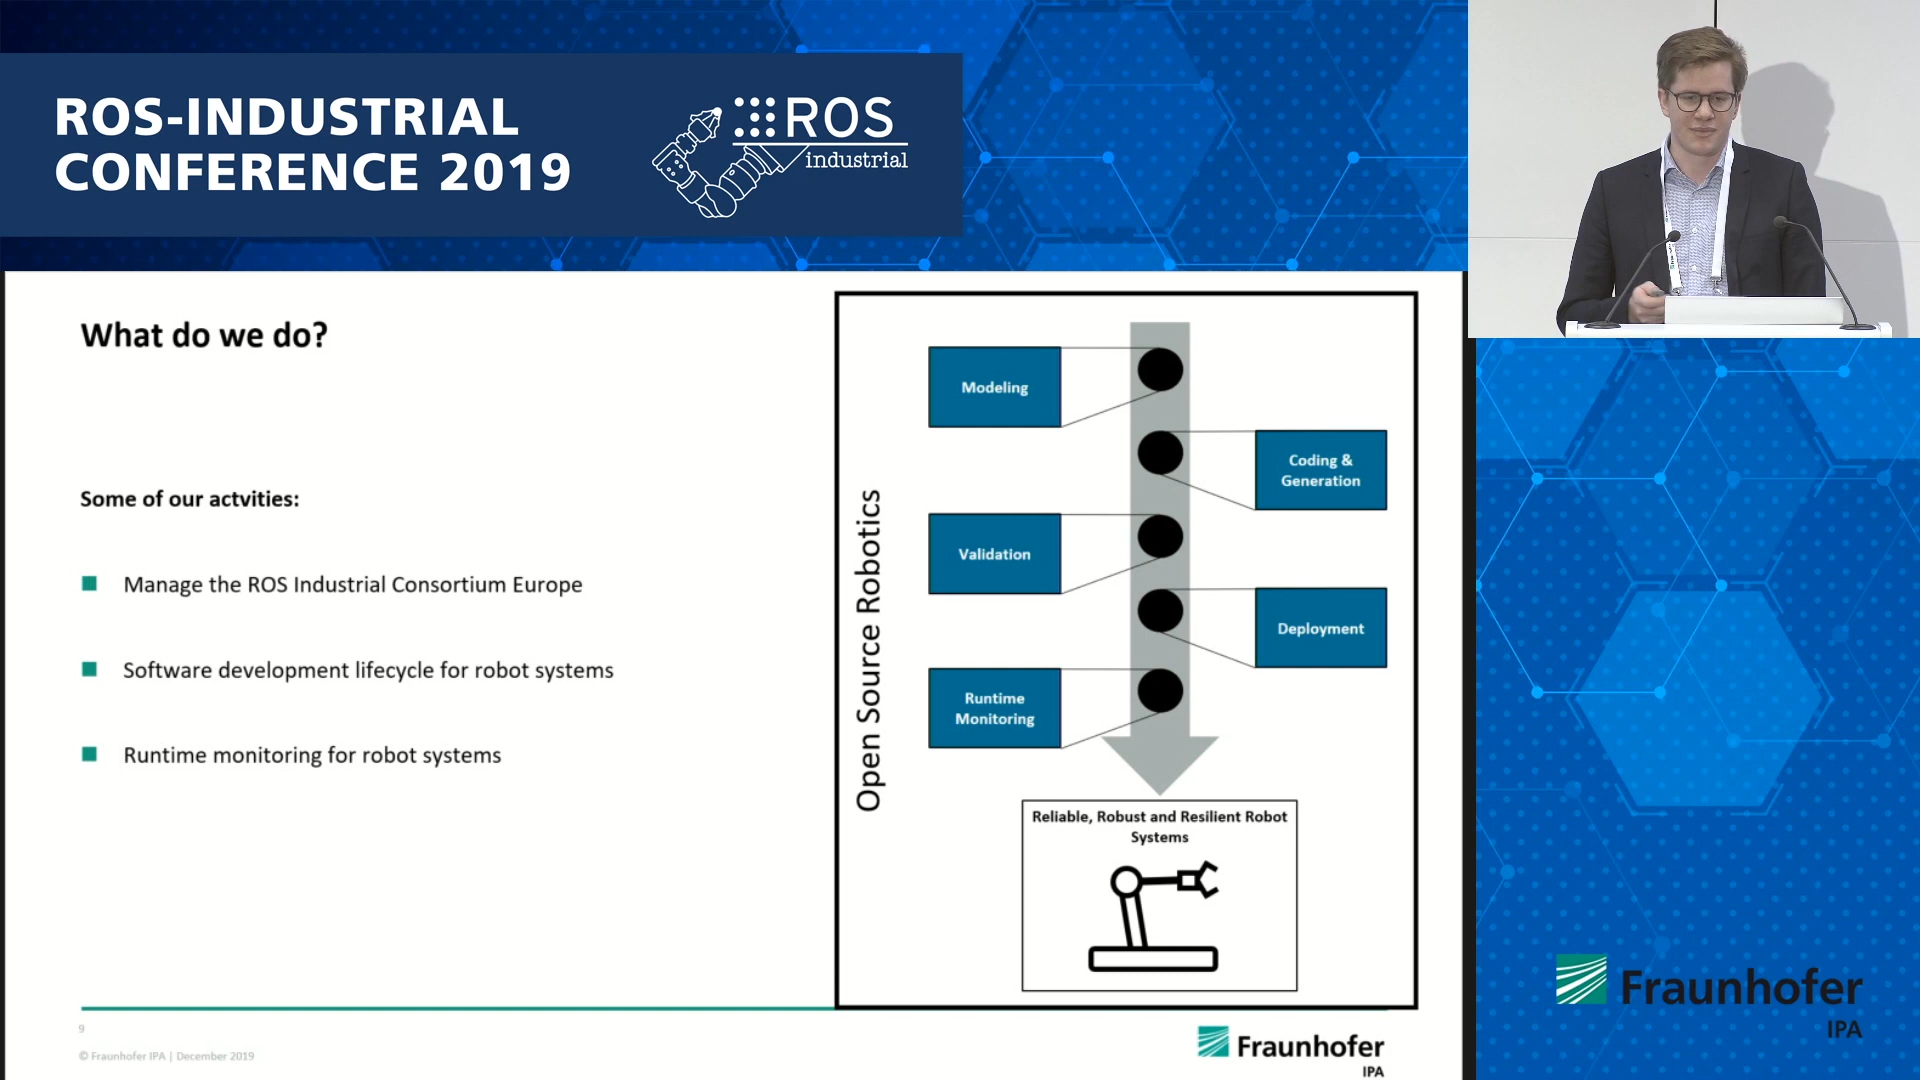 ROS-INDUSTRIAL
CONFERENCE 2019
ROS
industrial
What do we do?
Some of our actvities:
Manage the ROS Industrial Consortium Europe
Software development lifecycle for robot systems
Runtime monitoring for robot systems
Open Source Robotics
Modeling
Coding &
Generation
Validation
Deployment
Runtime
Monitoring
Reliable, Robust and Resilient Robot
Systems
9
© Fraunhofer IPA | December 2019
Fraunhofer
IPA
Fraunhofer
IPA